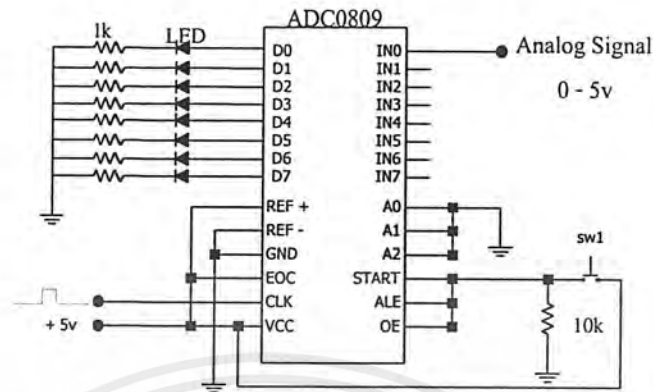 ADC0809
1k
LED
D0
D1
D2
D3
D4
D5
D6
D7
REF +
REF -
GND
EOC
CLK
VCC
IN0
IN1
IN2
IN3
IN4
IN5
IN6
IN7
A0
A1
A2
START
ALE
OE
Analog Signal
0 - 5v
sw1
10k
+ 5v